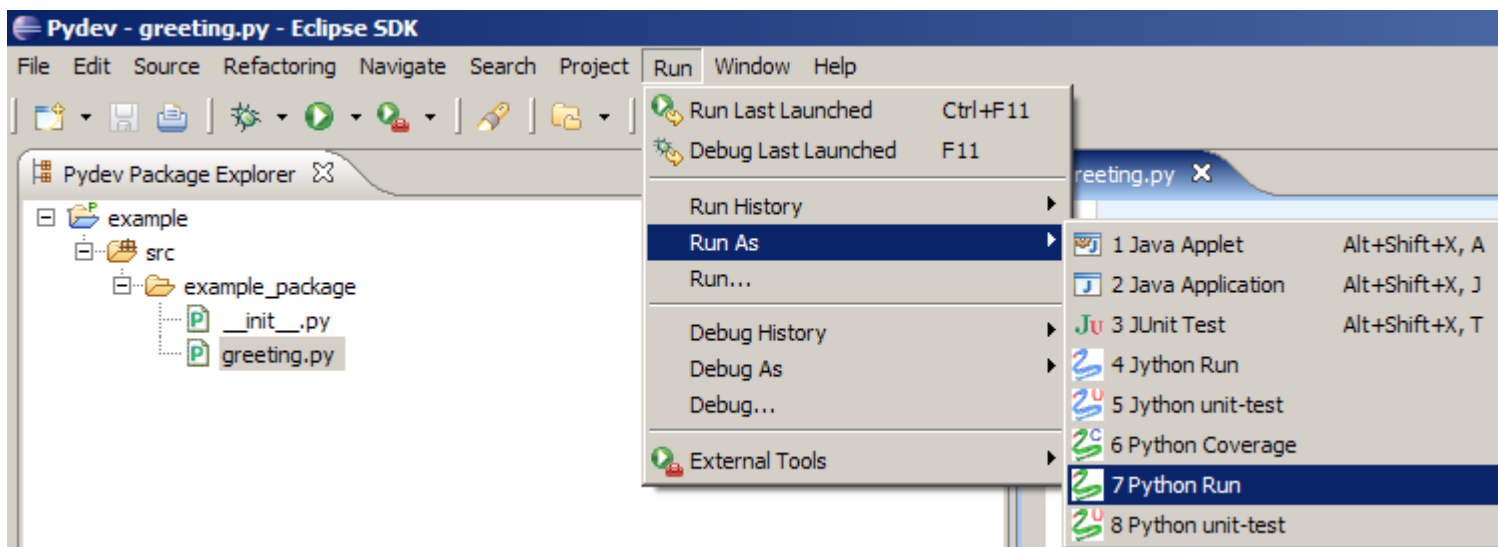 Pydev - greeting.py - Eclipse SDK
File Edit Source Refactoring Navigate Search Project Run Window Help
Run Last Launched Ctrl+F11
Debug Last Launched F11
Run History
Run As
Run...
Debug History
Debug As
Debug...
External Tools
Pydev Package Explorer
example
src
example_package
__init__.py
greeting.py
reeting.py
1 Java Applet Alt+Shift+X, A
2 Java Application Alt+Shift+X, J
3 JUnit Test Alt+Shift+X, T
4 Jython Run
5 Jython unit-test
6 Python Coverage
7 Python Run
8 Python unit-test